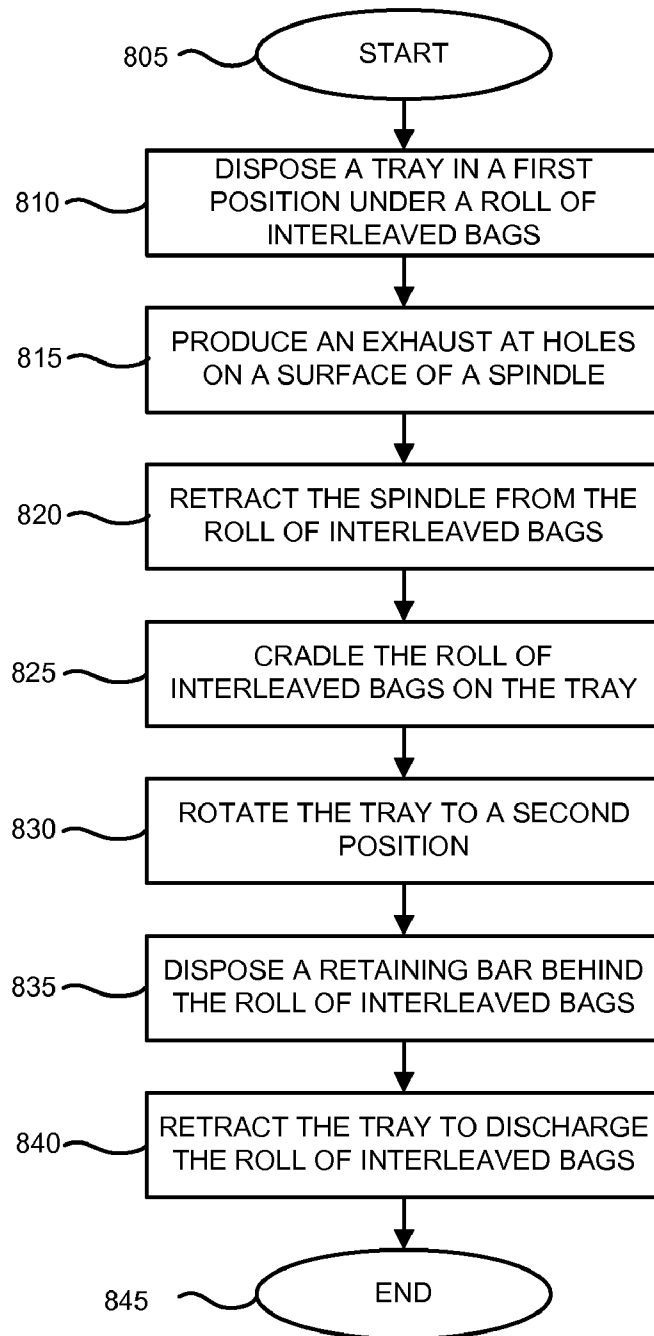 805
START
810
DISPOSE A TRAY IN A FIRST
POSITION UNDER A ROLL OF
INTERLEAVED BAGS
815
PRODUCE AN EXHAUST AT HOLES
ON A SURFACE OF A SPINDLE
820
RETRACT THE SPINDLE FROM THE
ROLL OF INTERLEAVED BAGS
825
CRADLE THE ROLL OF
INTERLEAVED BAGS ON THE TRAY
830
ROTATE THE TRAY TO A SECOND
POSITION
835
DISPOSE A RETAINING BAR BEHIND
THE ROLL OF INTERLEAVED BAGS
840
RETRACT THE TRAY TO DISCHARGE
THE ROLL OF INTERLEAVED BAGS
845
END